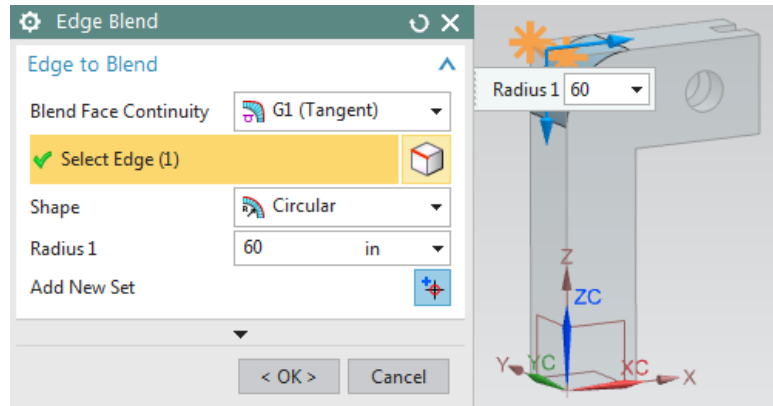 Edge Blend
Edge to Blend
Blend Face Continuity G1 (Tangent)
Select Edge (1)
Shape Circular
Radius 1 60 in
Add New Set
< OK > Cancel
Radius 1 60
Z
ZC
Y YC XC X